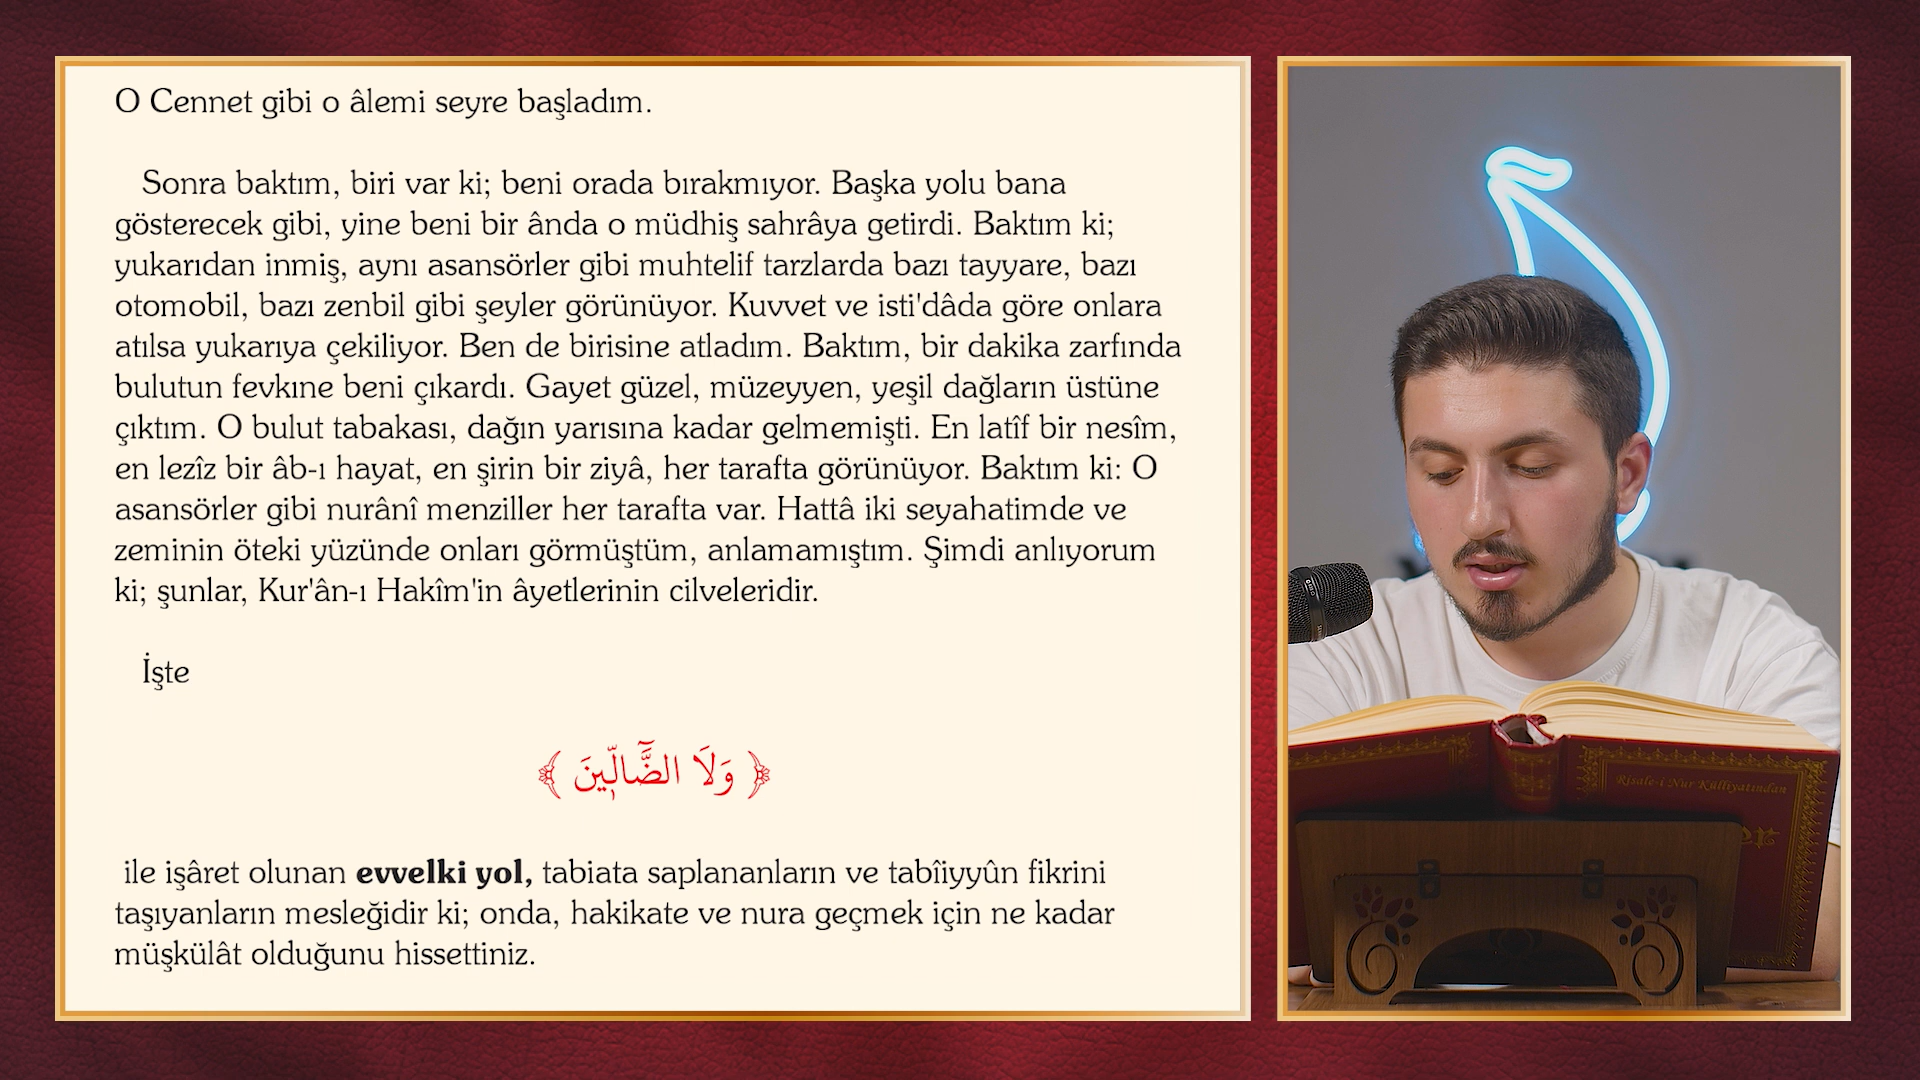 O Cennet gibi o âlemi seyre başladım.
Sonra baktım, biri var ki; beni orada bırakmıyor. Başka yolu bana
gösterecek gibi, yine beni bir ânda o müdhiş sahrâya getirdi. Baktım ki;
yukarıdan inmiş, aynı asansörler gibi muhtelif tarzlarda bazı tayyare, bazı
otomobil, bazı zenbil gibi şeyler görünüyor. Kuvvet ve isti'dâda göre onlara
atılsa yukarıya çekiliyor. Ben de birisine atladım. Baktım, bir dakika zarfında
bulutun fevkıne beni çıkardı. Gayet güzel, müzeyyen, yeşil dağların üstüne
çıktım. O bulut tabakası, dağın yarısına kadar gelmemişti. En latîf bir nesîm,
en lezîz bir âb-ı hayat, en şirin bir ziyâ, her tarafta görünüyor. Baktım ki: O
asansörler gibi nurânî menziller her tarafta var. Hattâ iki seyahatimde ve
zeminin öteki yüzünde onları görmüştüm, anlamamıştım. Şimdi anlıyorum
ki; şunlar, Kur'ân-ı Hakîm'in âyetlerinin cilveleridir.
İşte
﴿ وَلَا الضَّٓالّ۪ينَ ﴾
ile işâret olunan evvelki yol, tabiata saplananların ve tabîiyyûn fikrini
taşıyanların mesleğidir ki; onda, hakikate ve nura geçmek için ne kadar
müşkülât olduğunu hissettiniz.
Risale-i Nur Külliyatından